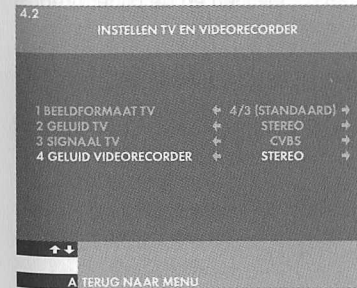 4.2
INSTELLEN TV EN VIDEORECORDER
1 BEELDFORMAAT TV ← 4/3 (STANDAARD) →
2 GELUID TV ← STEREO →
3 SIGNAAL TV ← CVBS →
4 GELUID VIDEORECORDER ← STEREO →
↑ ↓
A TERUG NAAR MENU